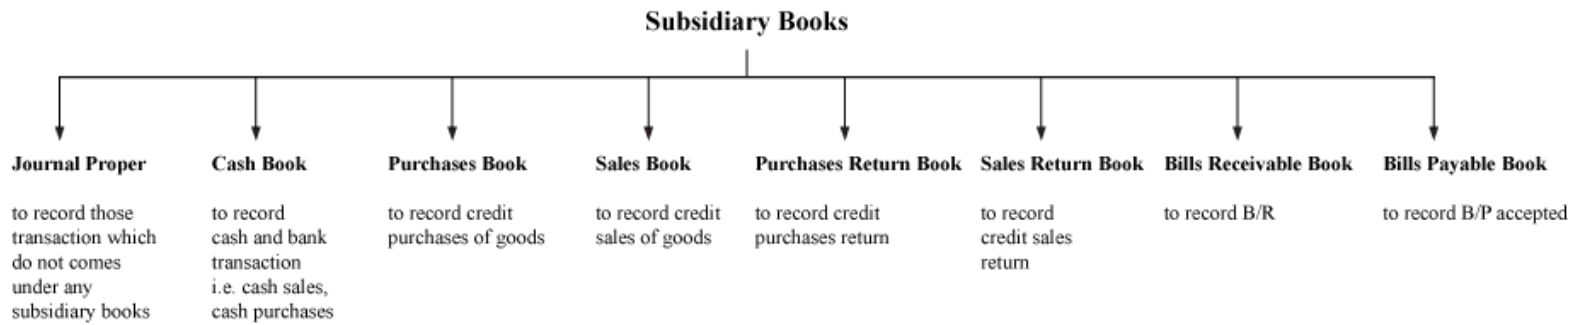 Subsidiary Books
Journal Proper
to record those
transaction which
do not comes
under any
subsidiary books
Cash Book
to record
cash and bank
transaction
i.e. cash sales,
cash purchases
Purchases Book
to record credit
purchases of goods
Sales Book
to record credit
sales of goods
Purchases Return Book
to record credit
purchases return
Sales Return Book
to record
credit sales
return
Bills Receivable Book
to record B/R
Bills Payable Book
to record B/P accepted